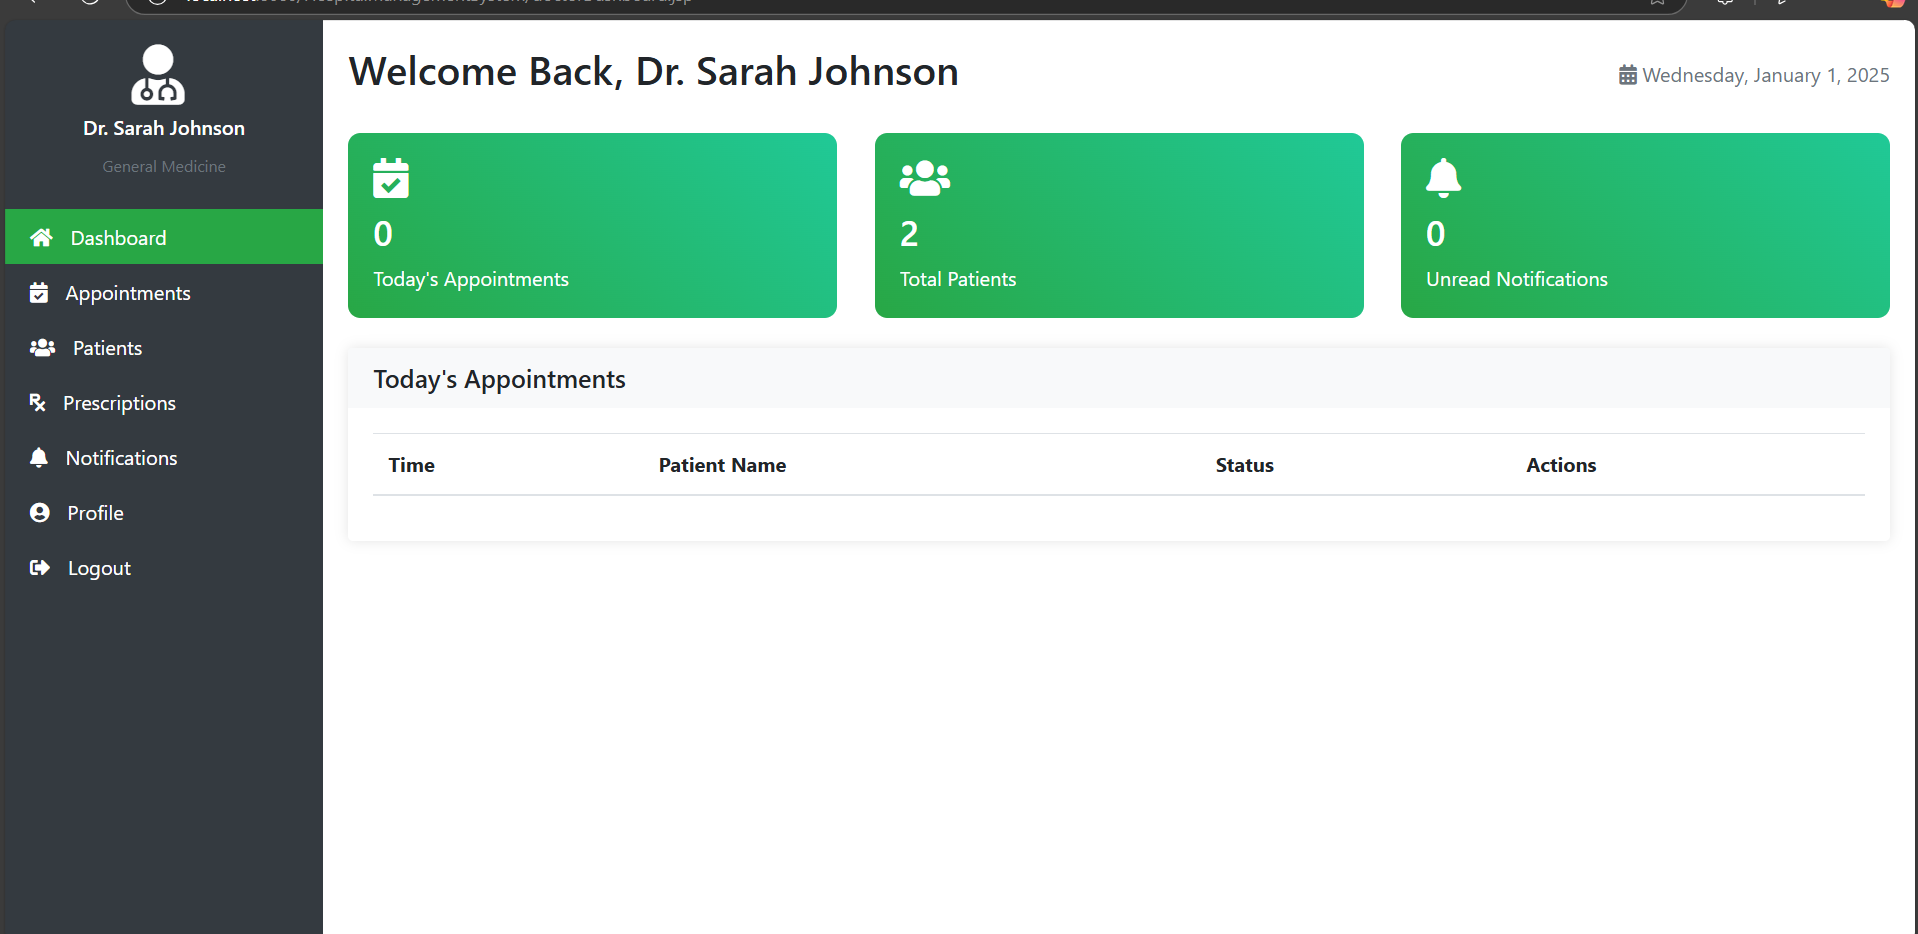 Dr. Sarah Johnson
General Medicine
Dashboard
Appointments
Patients
Prescriptions
Notifications
Profile
Logout
Welcome Back, Dr. Sarah Johnson
Wednesday, January 1, 2025
0
Today's Appointments
2
Total Patients
0
Unread Notifications
Today's Appointments
Time Patient Name Status Actions